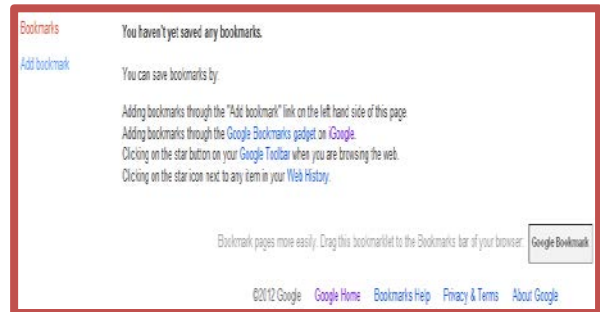 Bookmarks
You haven't yet saved any bookmarks.
Add bookmark
You can save bookmarks by:
Adding bookmarks through the "Add bookmark" link on the left hand side of this page
Adding bookmarks through the Google Bookmarks gadget on iGoogle.
Clicking on the star button on your Google Toolbar when you are browsing the web.
Clicking on the star icon next to any item in your Web History.
Bookmark pages more easily. Drag this bookmarklet to the Bookmarks bar of your browser: Google Bookmark
©2012 Google Google Home Bookmarks Help Privacy & Terms About Google